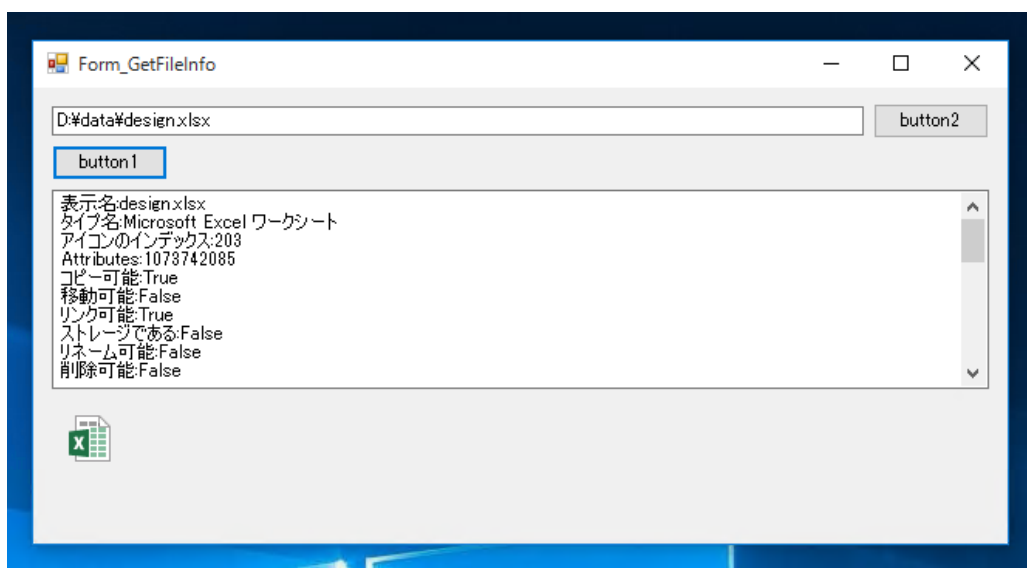 Form_GetFileInfo
D:¥data¥design.xlsx
button2
button1
表示名:design.xlsx
タイプ名:Microsoft Excel ワークシート
アイコンのインデックス:203
Attributes:1073742085
コピー可能:True
移動可能:False
リンク可能:True
ストレージである:False
リネーム可能:False
削除可能:False